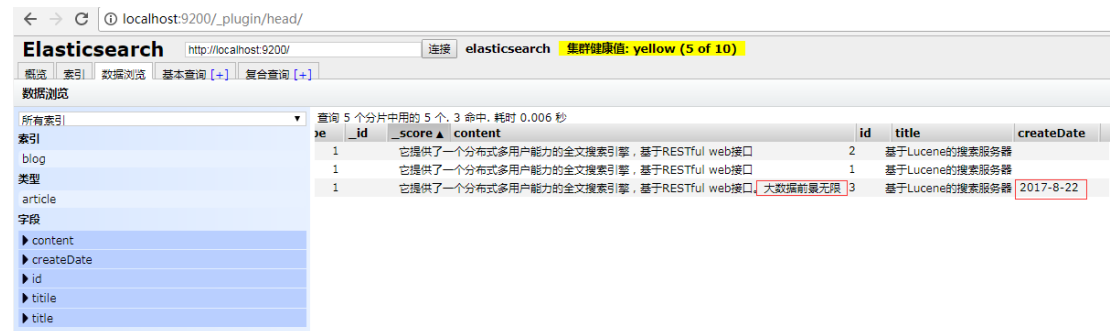 localhost:9200/_plugin/head/
Elasticsearch http://localhost:9200/ 连接 elasticsearch 集群健康值: yellow (5 of 10)
概览 索引 数据浏览 基本查询 [+] 复合查询 [+]
数据浏览
所有索引
索引
blog
类型
article
字段
content
createDate
id
titile
title
查询 5 个分片中用的 5 个. 3 命中. 耗时 0.006 秒
pe _id _score ▲ content id title createDate
1 它提供了一个分布式多用户能力的全文搜索引擎，基于RESTful web接口 2 基于Lucene的搜索服务器
1 它提供了一个分布式多用户能力的全文搜索引擎，基于RESTful web接口 1 基于Lucene的搜索服务器
1 它提供了一个分布式多用户能力的全文搜索引擎，基于RESTful web接口。大数据前景无限 3 基于Lucene的搜索服务器 2017-8-22